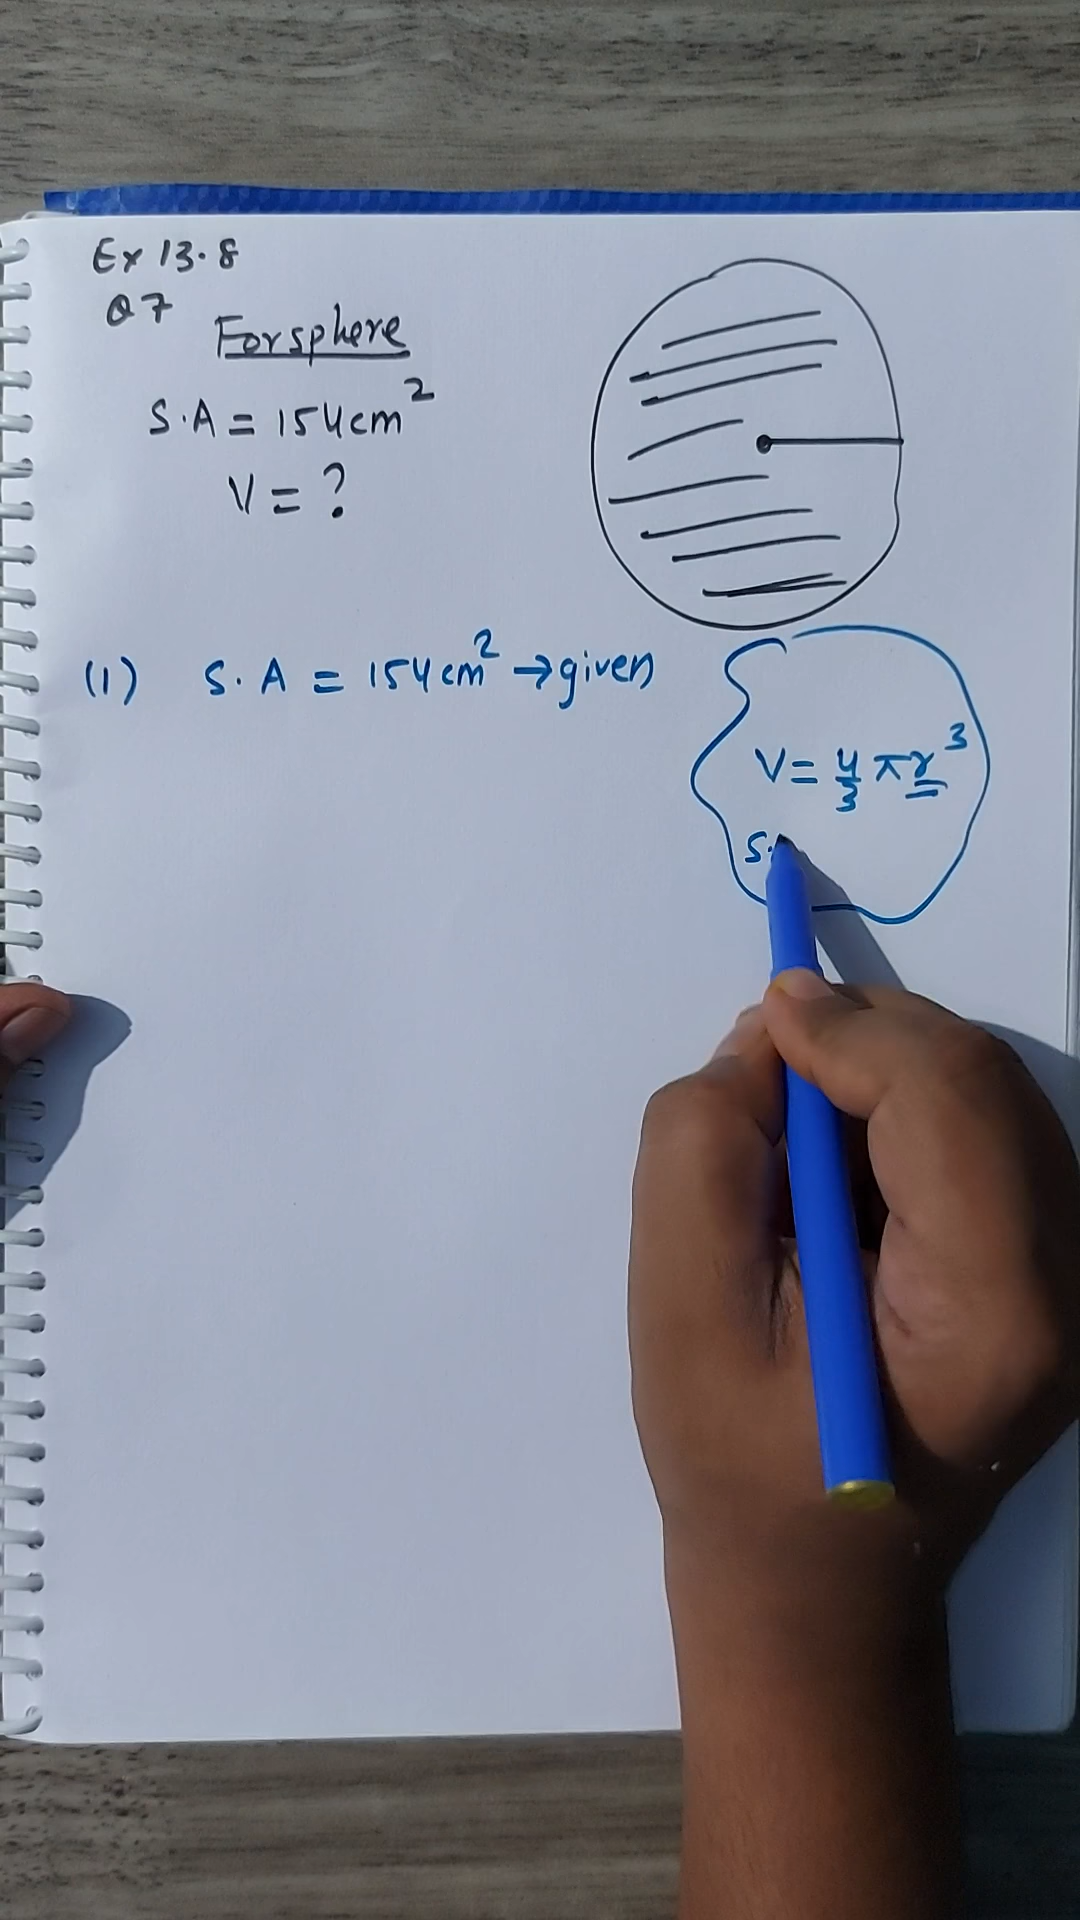 Ex 13.8
Q7
For sphere
S.A = 154cm²
V = ?
(1) S.A = 154cm² → given
V = 4/3 πr³
S.